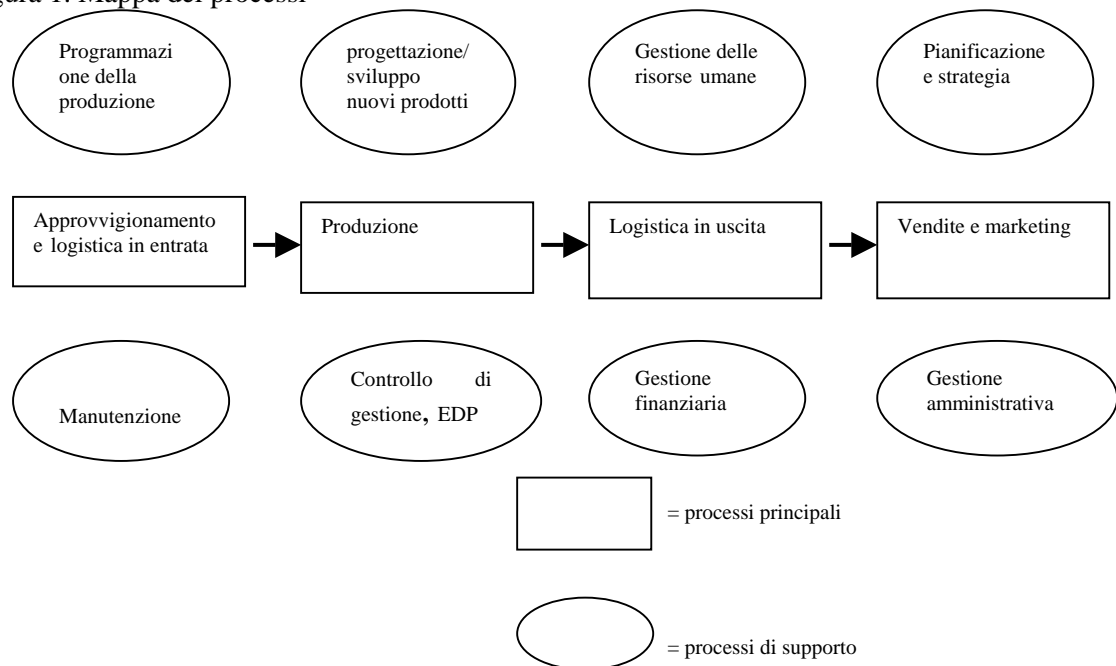 gura 1. Mappa dei processi
Programmazi
one della
produzione
progettazione/
sviluppo
nuovi prodotti
Gestione delle
risorse umane
Pianificazione
e strategia
Approvvigionamento
e logistica in entrata
Produzione
Logistica in uscita
Vendite e marketing
Manutenzione
Controllo di
gestione, EDP
Gestione
finanziaria
Gestione
amministrativa
= processi principali
= processi di supporto